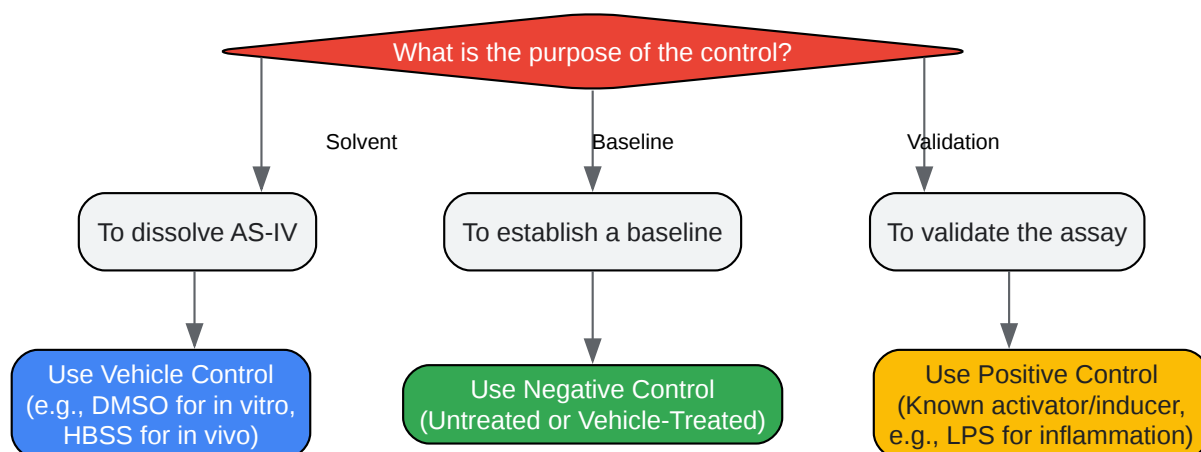 What is the purpose of the control?
Solvent
Baseline
Validation
To dissolve AS-IV
To establish a baseline
To validate the assay
Use Vehicle Control
(e.g., DMSO for in vitro,
HBSS for in vivo)
Use Negative Control
(Untreated or Vehicle-Treated)
Use Positive Control
(Known activator/inducer,
e.g., LPS for inflammation)